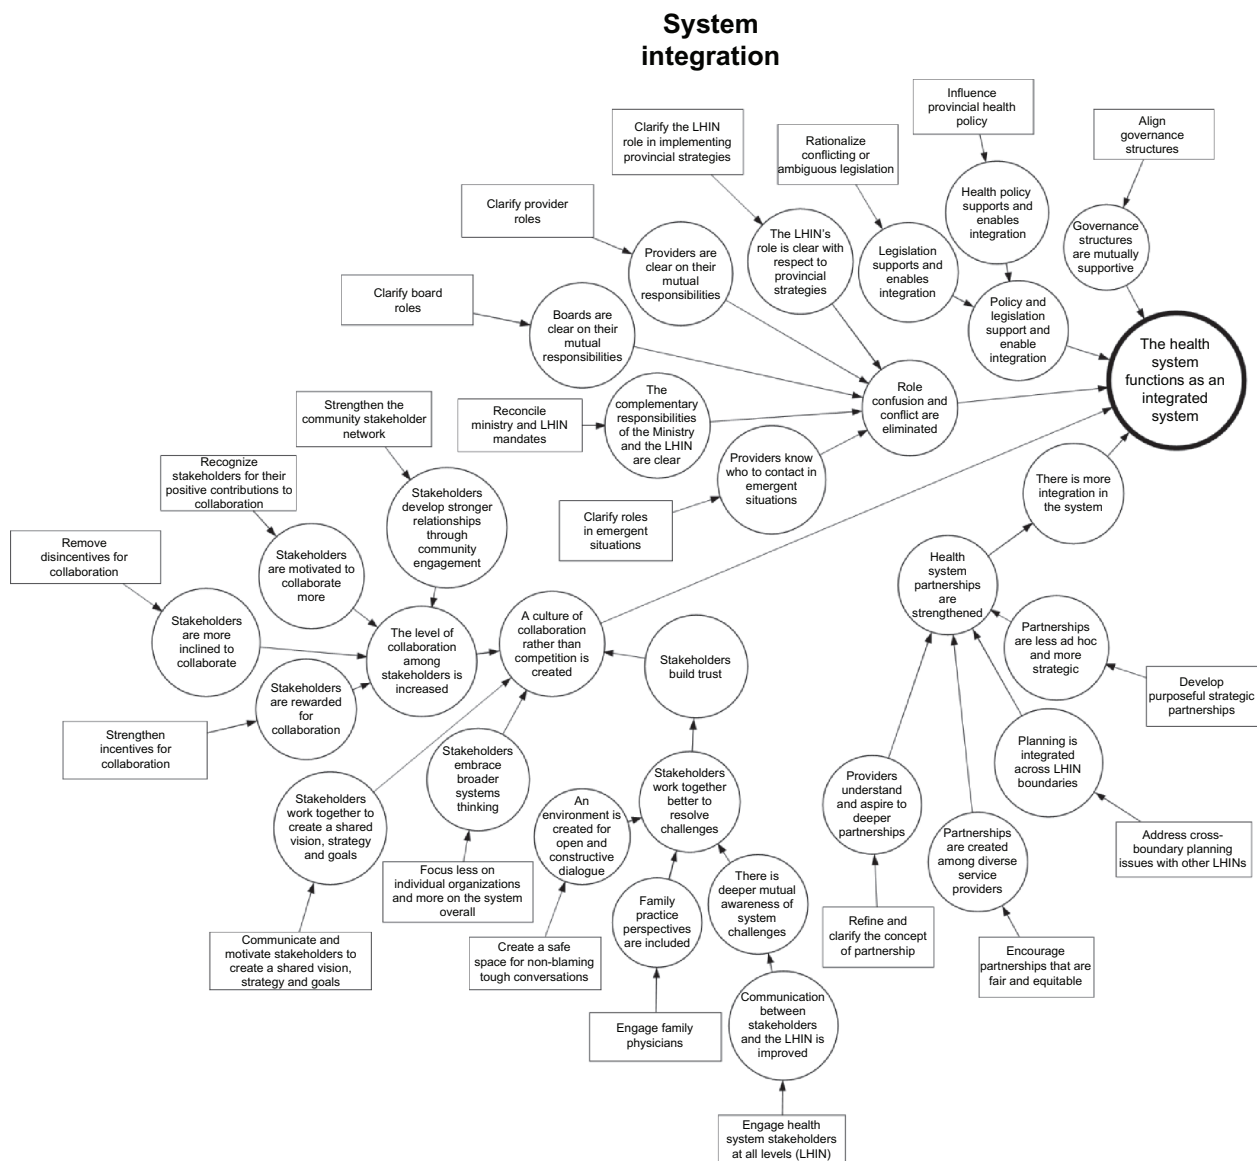 System
integration
Influence
provincial health
policy
Align
governance
structures
Clarify the LHIN
role in implementing
provincial strategies
Rationalize
conflicting or
ambiguous legislation
Clarify provider
roles
Health policy
supports and
enables
integration
Governance
structures
are mutually
supportive
The LHIN's
role is clear with
respect to
provincial
strategies
Legislation
supports and
enables
integration
Providers are
clear on their
mutual
responsibilities
Clarify board
roles
Boards are
clear on their
mutual
responsibilities
Policy and
legislation
support and
enable
integration
The health
system
functions as an
integrated
system
Role
confusion and
conflict are
eliminated
Strengthen the
community stakeholder
network
Reconcile
ministry and LHIN
mandates
The
complementary
responsibilities
of the Ministry
and the LHIN
are clear
Providers know
who to contact in
emergent
situations
Recognize
stakeholders for their
positive contributions to
collaboration
Stakeholders
develop stronger
relationships
through
community
engagement
There is more
integration in
the system
Clarify roles
in emergent
situations
Remove
disincentives for
collaboration
Stakeholders
are motivated to
collaborate
more
Health
system
partnerships
are
strengthened
Stakeholders
are more
inclined to
collaborate
The level of
collaboration
among
stakeholders is
increased
A culture of
collaboration
rather than
competition is
created
Stakeholders
build trust
Partnerships
are less ad hoc
and more
strategic
Develop
purposeful strategic
partnerships
Stakeholders
are rewarded
for
collaboration
Strengthen
incentives for
collaboration
Stakeholders
embrace
broader
systems
thinking
Planning is
integrated
across LHIN
boundaries
Stakeholders
work together
better to
resolve
challenges
Providers
understand
and aspire to
deeper
partnerships
Stakeholders
work together to
create a shared
vision, strategy
and goals
An
environment is
created for
open and
constructive
dialogue
Partnerships
are created
among diverse
service
providers
Address cross-
boundary planning
issues with other LHINs
Focus less on
individual organizations
and more on the system
overall
There is
deeper mutual
awareness of
system
challenges
Family
practice
perspectives
are included
Refine and
clarify the concept
of partnership
Communicate and
motivate stakeholders to
create a shared vision,
strategy and goals
Create a safe
space for non-blaming
tough conversations
Encourage
partnerships that are
fair and equitable
Communication
between
stakeholders
and the LHIN is
improved
Engage family
physicians
Engage health
system stakeholders
at all levels (LHIN)